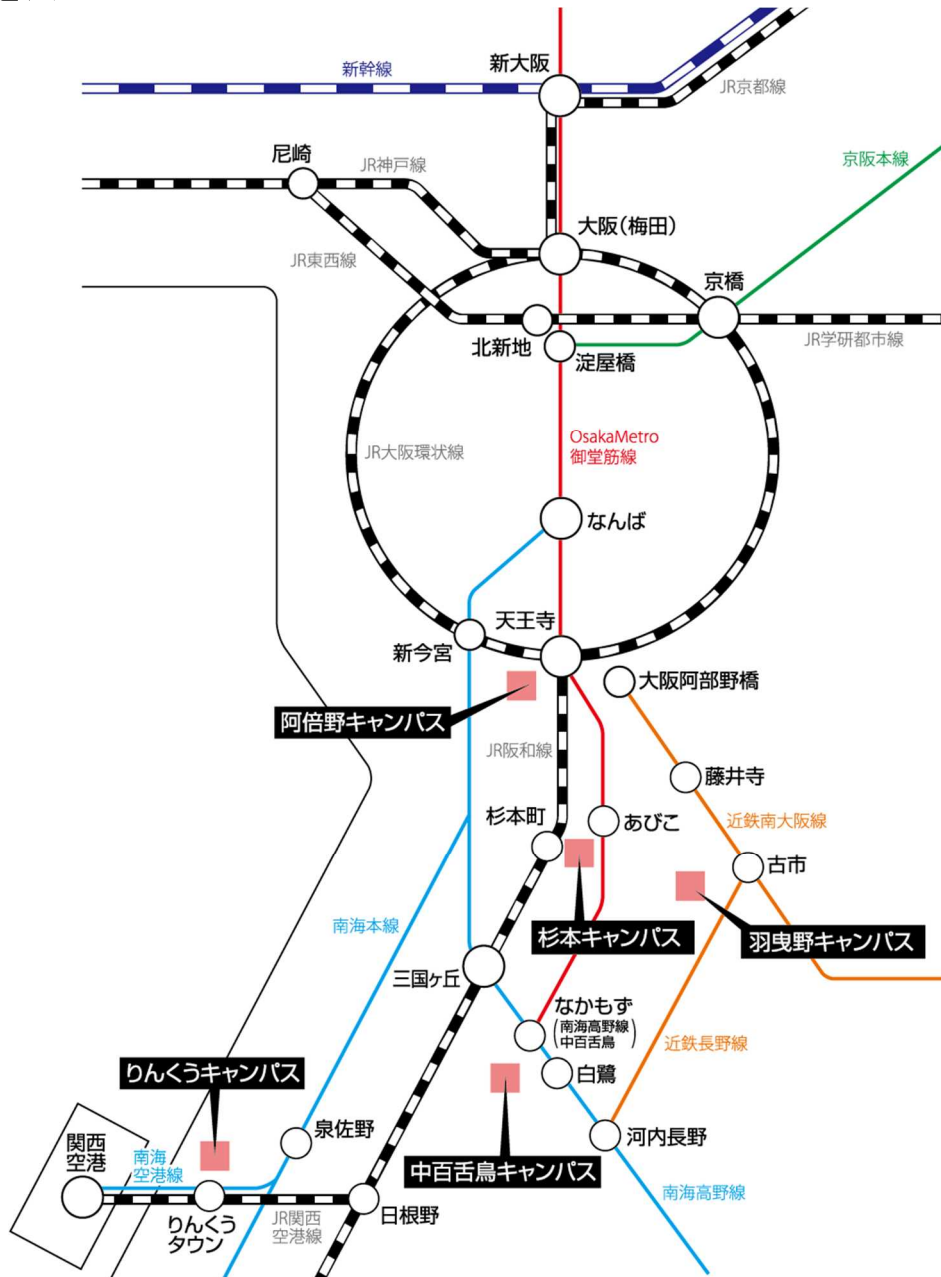 新大阪
新幹線
JR京都線
尼崎
JR神戸線
京阪本線
大阪(梅田)
JR東西線
京橋
北新地
淀屋橋
JR学研都市線
OsakaMetro
御堂筋線
JR大阪環状線
なんば
天王寺
新今宮
大阪阿部野橋
阿倍野キャンパス
JR阪和線
藤井寺
杉本町
あびこ
近鉄南大阪線
古市
南海本線
杉本キャンパス
羽曳野キャンパス
三国ヶ丘
なかもず
(南海高野線
中百舌鳥)
近鉄長野線
りんくうキャンパス
白鷺
泉佐野
河内長野
関西
空港
南海
空港線
中百舌鳥キャンパス
南海高野線
りんくう
タウン
JR関西
空港線
日根野